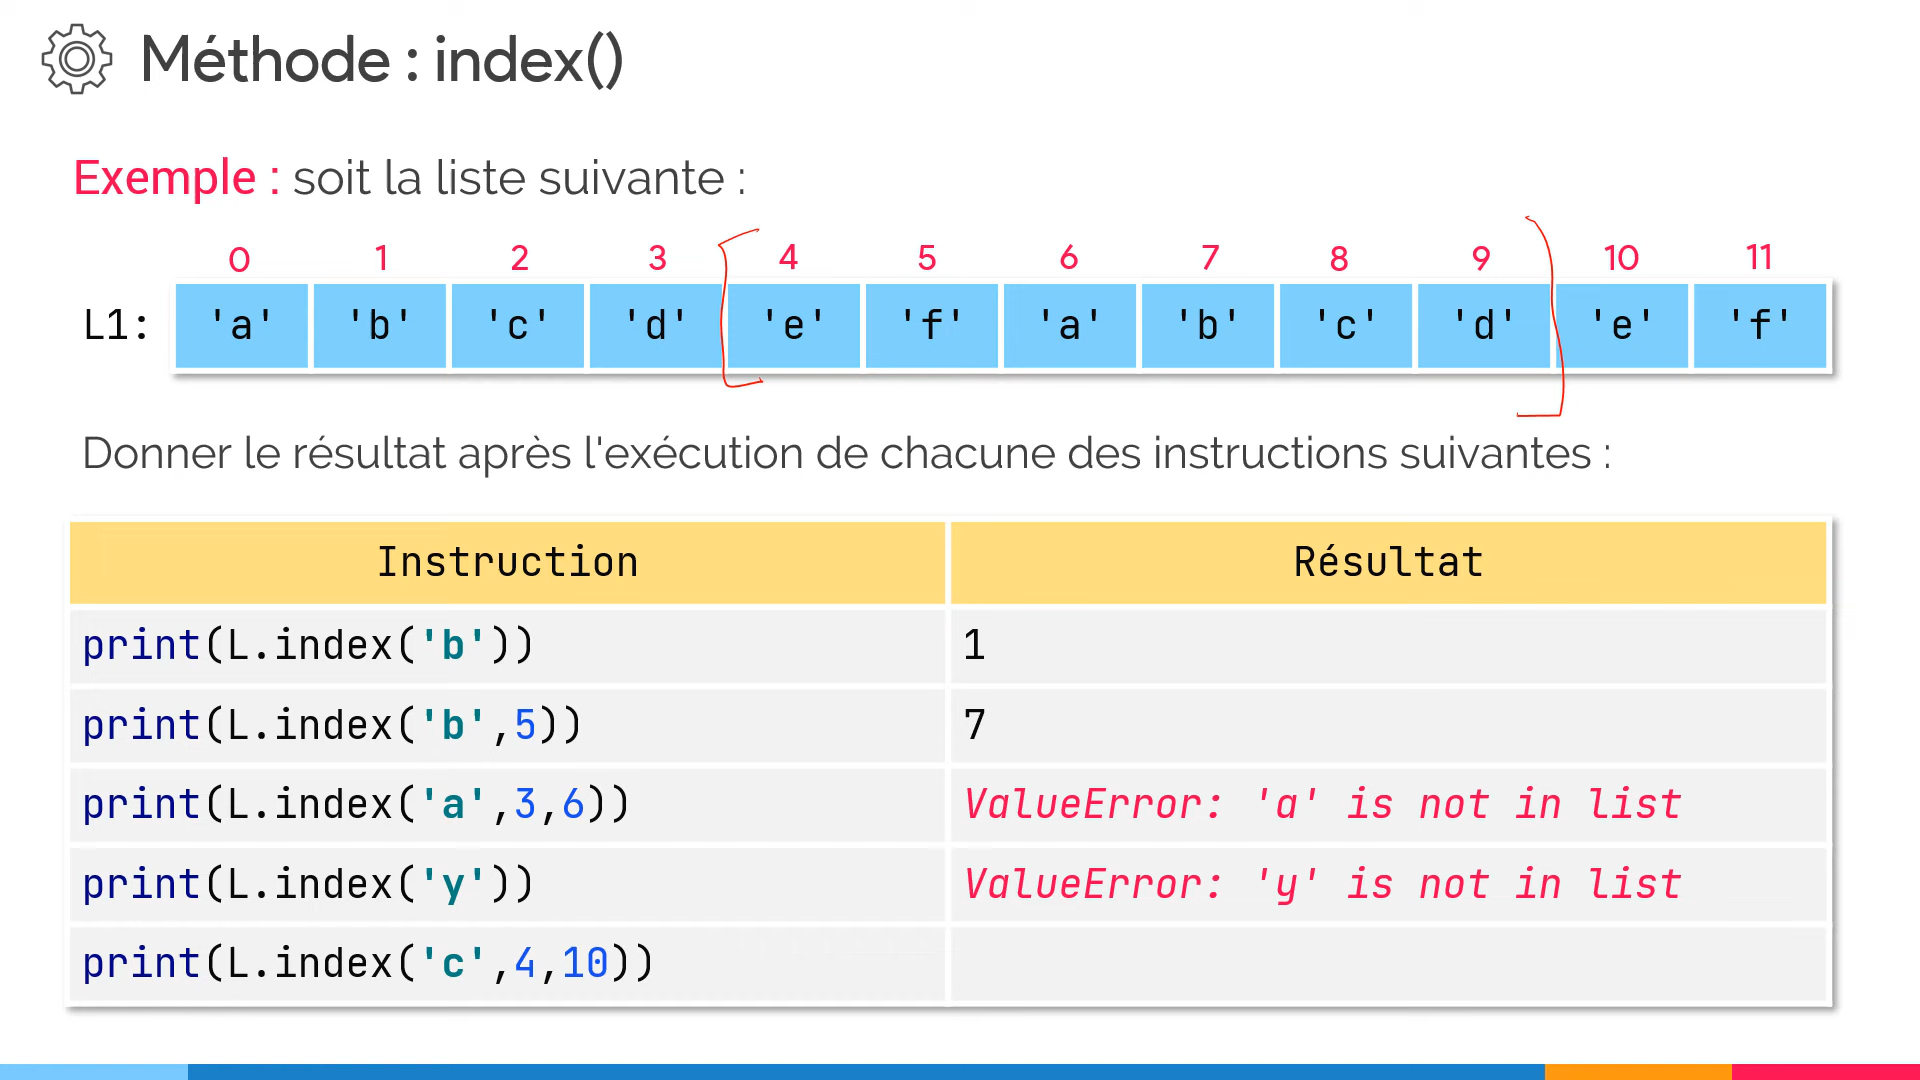 Méthode : index()
Exemple : soit la liste suivante :
0 1 2 3 4 5 6 7 8 9 10 11
L1: 'a' 'b' 'c' 'd' 'e' 'f' 'a' 'b' 'c' 'd' 'e' 'f'
Donner le résultat après l'exécution de chacune des instructions suivantes :
Instruction Résultat
print(L.index('b')) 1
print(L.index('b',5)) 7
print(L.index('a',3,6)) ValueError: 'a' is not in list
print(L.index('y')) ValueError: 'y' is not in list
print(L.index('c',4,10))